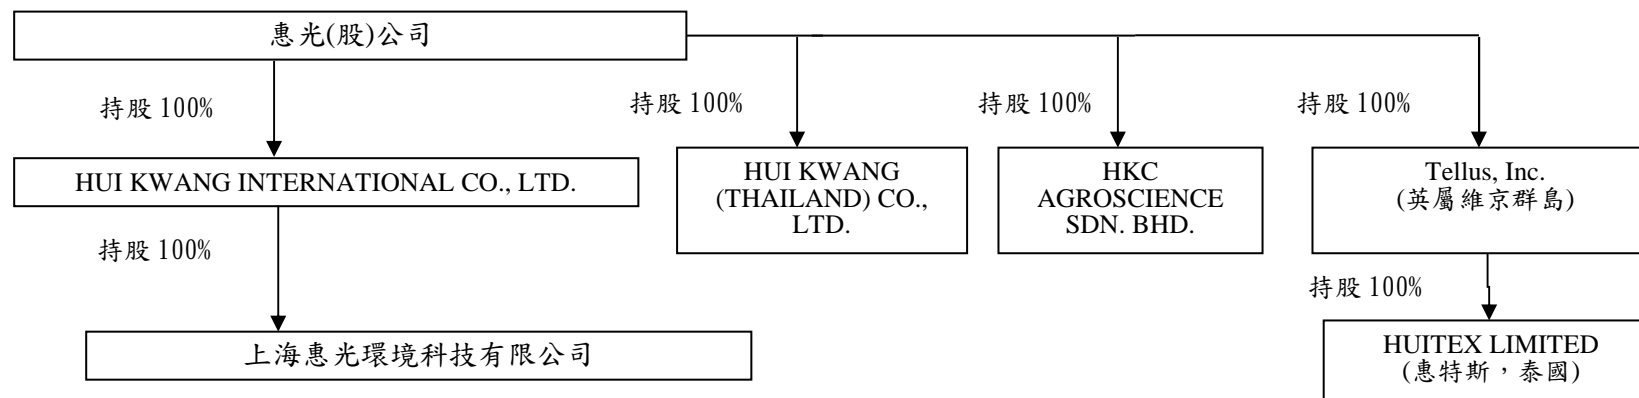 惠光(股)公司
持股 100%
持股 100%
持股 100%
持股 100%
HUI KWANG INTERNATIONAL CO., LTD.
HUI KWANG
(THAILAND) CO.,
LTD.
HKC
AGROSCIENCE
SDN. BHD.
Tellus, Inc.
(英屬維京群島)
持股 100%
持股 100%
上海惠光環境科技有限公司
HUITEX LIMITED
(惠特斯，泰國)